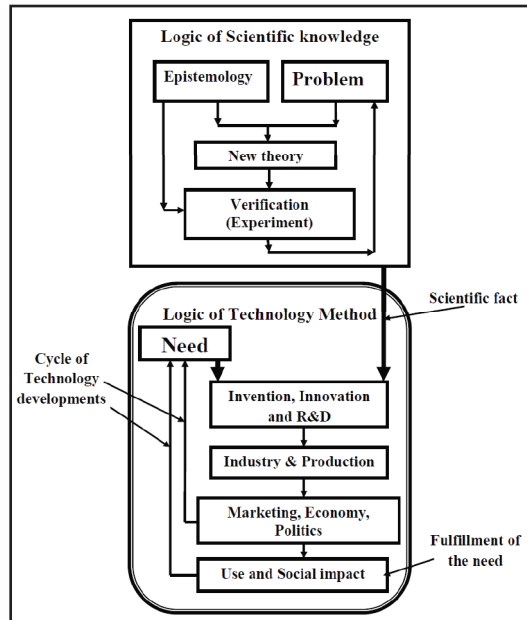 Logic of Scientific knowledge
Epistemology
Problem
New theory
Verification
(Experiment)
Scientific fact
Logic of Technology Method
Need
Cycle of
Technology
developments
Invention, Innovation
and R&D
Industry & Production
Marketing, Economy,
Politics
Use and Social impact
Fulfillment of
the need